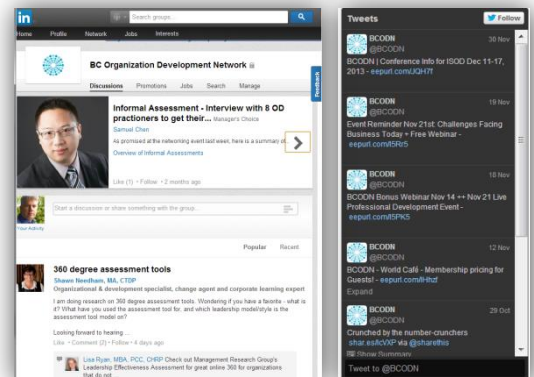 in
Search groups...
Home Profile Network Jobs Interests
BC Organization Development Network
Discussions Promotions Jobs Search Manage
Feedback
Informal Assessment - Interview with 8 OD
practioners to get their... Manager's Choice
Samuel Chen
As promised at the networking event last week, here is a summary of
Overview of Informal Assessments
Like (1) • Follow • 2 months ago
Start a discussion or share something with the group...
Your Activity
Popular Recent
360 degree assessment tools
Shawn Needham, MA, CTDP
Organizational & development specialist, change agent and corporate learning expert
I am doing research on 360 degree assessment tools. Wondering if you have a favorite - what is
it? What have you used the assessment tool for, and which leadership model/style is the
assessment tool model on?
Looking forward to hearing ...
Like • Comment (2) • Follow • 4 days ago
Lisa Ryan, MBA, PCC, CHRP Check out Management Research Group's
Leadership Effectiveness Assessment for great online 360 for organizations
that do not
Tweets Follow
BCODN 30 Nov
@BCODN
BCODN | Conference Info for ISOD Dec 11-17,
2013 -
BCODN 19 Nov
@BCODN
Event Reminder Nov 21st: Challenges Facing
Business Today + Free Webinar -
eepurl.com/I5Rr5
BCODN 18 Nov
@BCODN
BCODN Bonus Webinar Nov 14 ++ Nov 21 Live
Professional Development Event -
eepurl.com/I5PK5
BCODN 12 Nov
@BCODN
BCODN - World Café - Membership pricing for
Guests! - eepurl.com/IHhzf
Expand
BCODN 29 Oct
@BCODN
Crunched by the number-crunchers
shar.es/IcVXP via @sharethis
Show Summary
Tweet to @BCODN